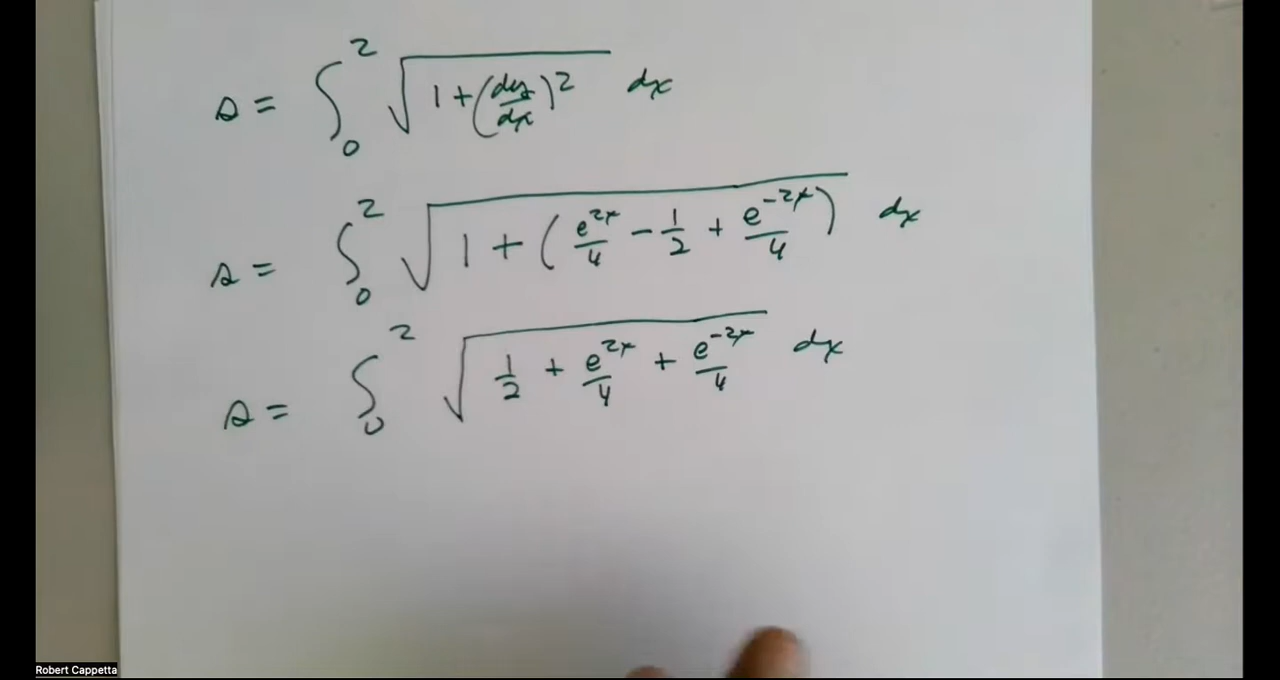 s = ∫₀² √(1 + (dy/dx)²) dx
s = ∫₀² √(1 + (e^{2x}/4 − 1/2 + e^{−2x}/4)) dx
s = ∫₀² √(1/2 + e^{2x}/4 + e^{−2x}/4) dx
Robert Cappetta